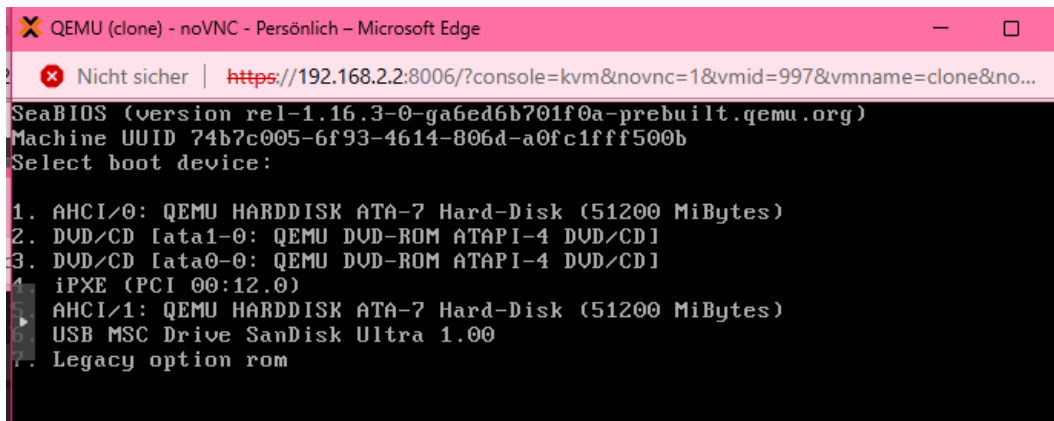 QEMU (clone) - noVNC - Persönlich – Microsoft Edge
Nicht sicher | https://192.168.2.2:8006/?console=kvm&novnc=1&vmid=997&vmname=clone&no...
SeaBIOS (version rel-1.16.3-0-ga6ed6b701f0a-prebuilt.qemu.org)
Machine UUID 74b7c005-6f93-4614-806d-a0fc1fff500b
Select boot device:
1. AHCI/0: QEMU HARDDISK ATA-7 Hard-Disk (51200 MiBytes)
2. DVD/CD [ata1-0: QEMU DVD-ROM ATAPI-4 DVD/CD]
3. DVD/CD [ata0-0: QEMU DVD-ROM ATAPI-4 DVD/CD]
4. iPXE (PCI 00:12.0)
5. AHCI/1: QEMU HARDDISK ATA-7 Hard-Disk (51200 MiBytes)
6. USB MSC Drive SanDisk Ultra 1.00
7. Legacy option rom